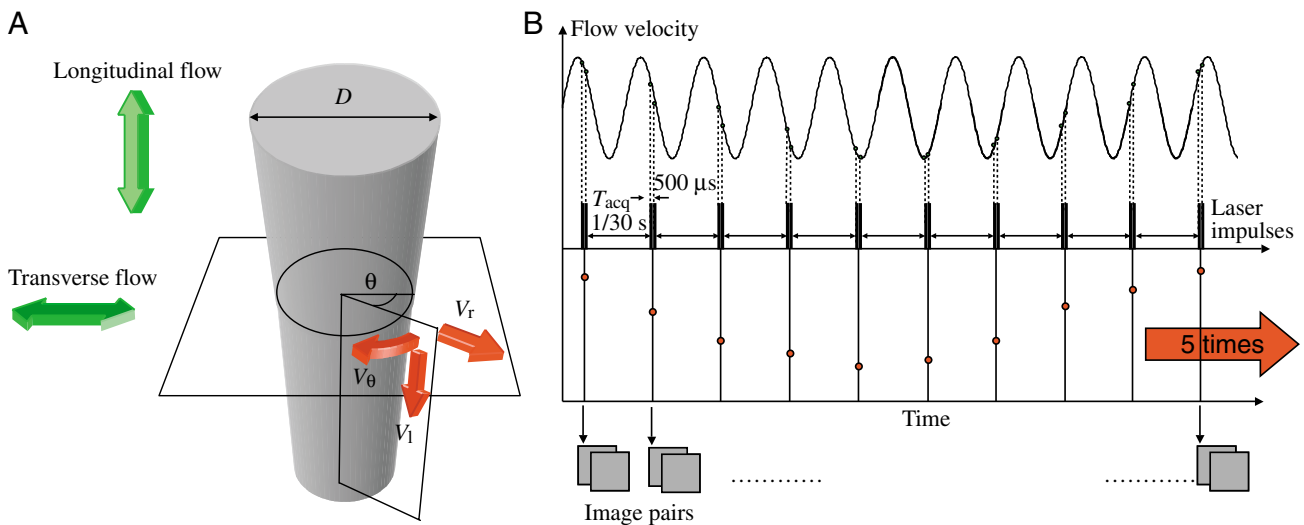 A
Longitudinal flow
D
Transverse flow
θ
Vr
Vθ
Vl
B
Flow velocity
500 μs
Tacq
1/30 s
Laser
impulses
5 times
Time
............
............
Image pairs